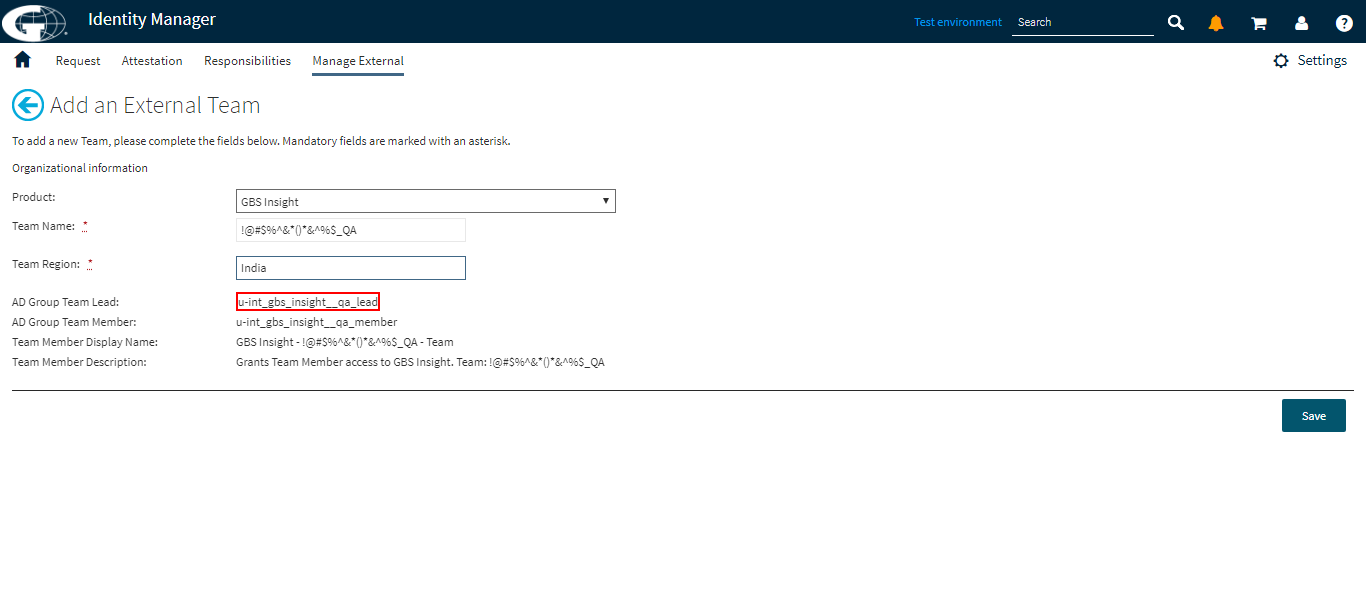 Identity Manager
Test environment
Search
Request
Attestation
Responsibilities
Manage External
Settings
Add an External Team
To add a new Team, please complete the fields below. Mandatory fields are marked with an asterisk.
Organizational information
Product: GBS Insight
Team Name: * !@#$%^&*()*&^%$_QA
Team Region: * India
AD Group Team Lead: u-int_gbs_insight__qa_lead
AD Group Team Member: u-int_gbs_insight__qa_member
Team Member Display Name: GBS Insight - !@#$%^&*()*&^%$_QA - Team
Team Member Description: Grants Team Member access to GBS Insight. Team: !@#$%^&*()*&^%$_QA
Save